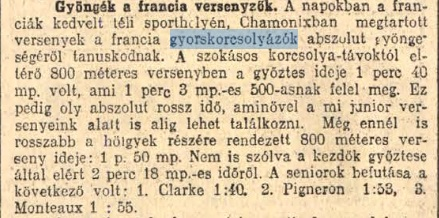 Gyöngék a francia versenyzők. A napokban a fran-
ciák kedvelt téli sporthelyén, Chamonixban megtartott
versenyek a francia gyorskorcsolyázók abszolut gyönge-
ségéről tanuskodnak. A szokásos korcsolya-távoktól el-
térő 800 méteres versenyben a győztes ideje 1 perc 40
mp. volt, ami 1 perc 3 mp.-es 500-asnak felel meg. Ez
pedig oly abszolut rossz idő, aminővel a mi junior ver-
senyeink alatt is alig lehet találkozni. Még ennél is
rosszabb a hölgyek részére rendezett 800 méteres ver-
seny ideje: 1 p. 50 mp. Nem is szólva a kezdők győztese
által elért 2 perc 18 mp.-es időről. A seniorok befutása a
következő volt: 1. Clarke 1:40. 2. Pigneron 1:53, 3.
Monteaux 1 : 55.